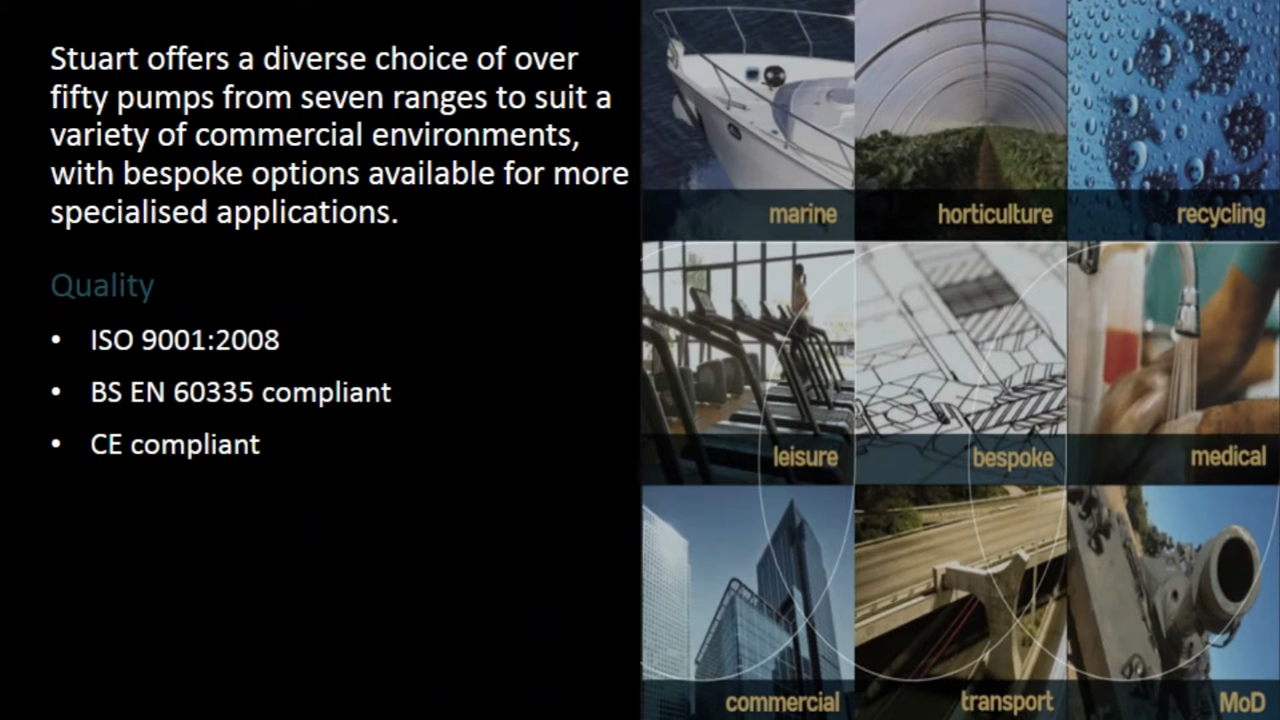 Stuart offers a diverse choice of over
fifty pumps from seven ranges to suit a
variety of commercial environments,
with bespoke options available for more
specialised applications.
Quality
• ISO 9001:2008
• BS EN 60335 compliant
• CE compliant
marine
horticulture
recycling
leisure
bespoke
medical
commercial
transport
MoD